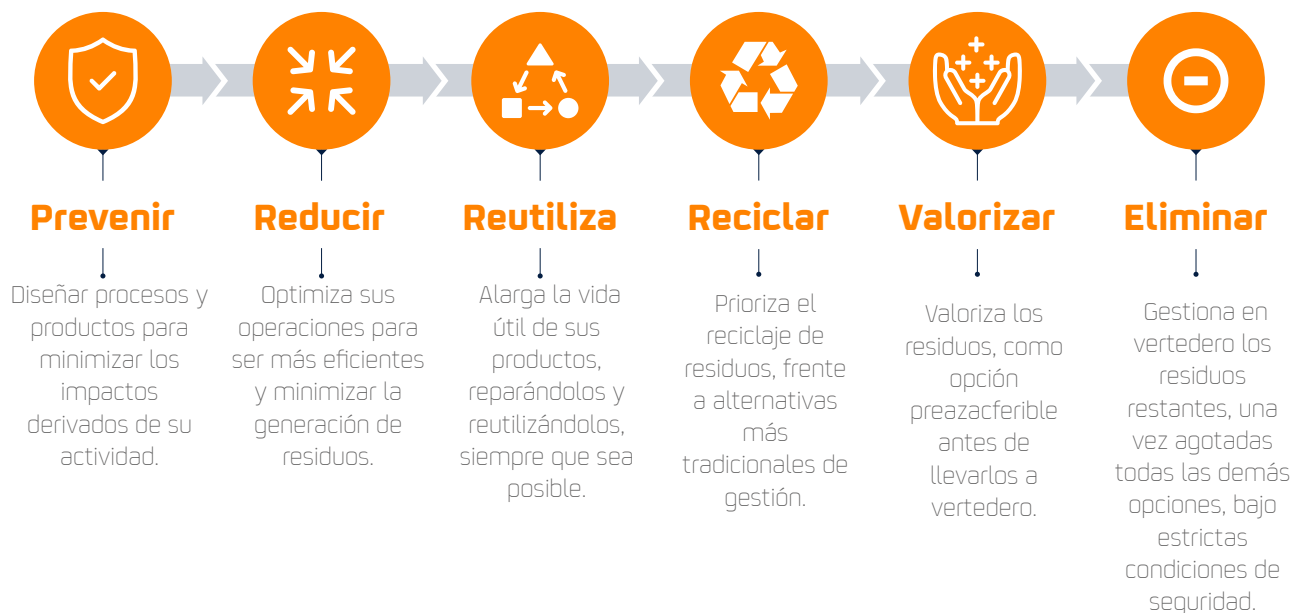 Prevenir
Diseñar procesos y
productos para
minimizar los
impactos
derivados de su
actividad.
Reducir
Optimiza sus
operaciones para
ser más eficientes
y minimizar la
generación de
residuos.
Reutiliza
Alarga la vida
útil de sus
productos,
reparándolos y
reutilizándolos,
siempre que sea
posible.
Reciclar
Prioriza el
reciclaje de
residuos, frente
a alternativas
más
tradicionales de
gestión.
Valorizar
Valoriza los
residuos, como
opción
preazacferible
antes de
llevarlos a
vertedero.
Eliminar
Gestiona en
vertedero los
residuos
restantes, una
vez agotadas
todas las demás
opciones, bajo
estrictas
condiciones de
seguridad.